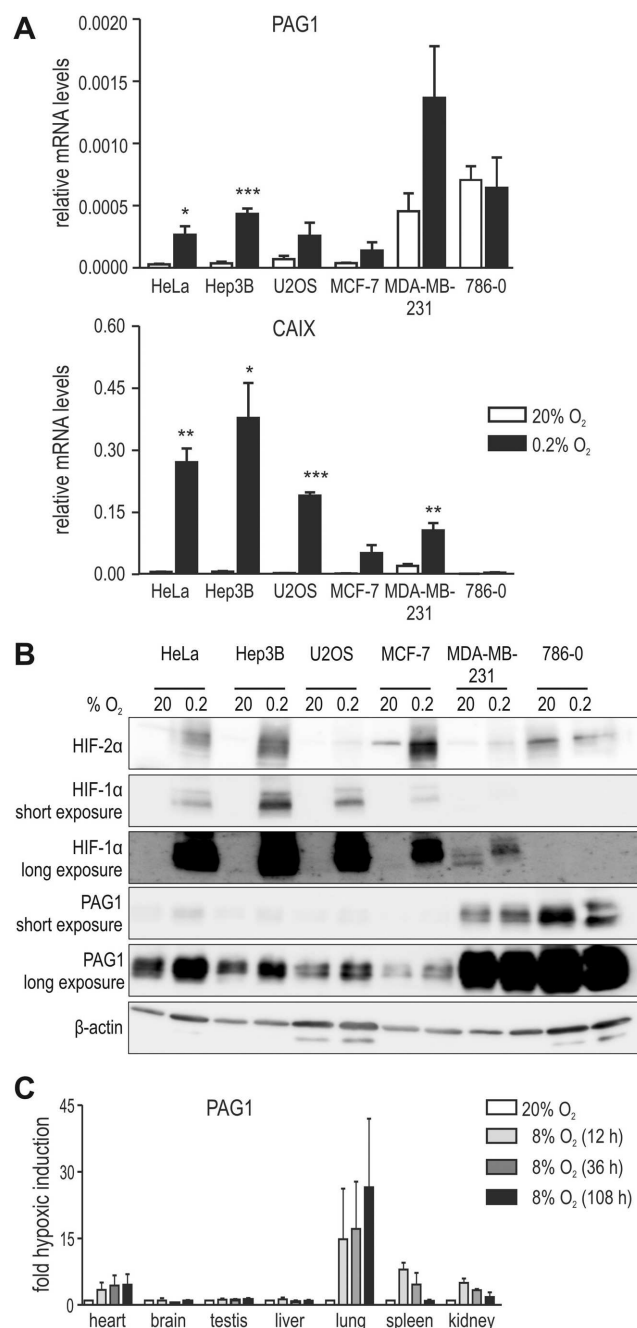 A
PAG1
relative mRNA levels
0.0020
0.0015
0.0010
0.0005
0.0000
*
***
HeLa Hep3B U2OS MCF-7 MDA-MB- 786-0
231
CAIX
relative mRNA levels
0.60
0.45
0.30
0.15
0.00
**
*
***
**
20% O₂
0.2% O₂
HeLa Hep3B U2OS MCF-7 MDA-MB- 786-0
231
B
HeLa Hep3B U2OS MCF-7 MDA-MB- 786-0
231
% O₂ 20 0.2 20 0.2 20 0.2 20 0.2 20 0.2 20 0.2
HIF-2α
HIF-1α
short exposure
HIF-1α
long exposure
PAG1
short exposure
PAG1
long exposure
β-actin
C
PAG1
fold hypoxic induction
45
30
15
0
20% O₂
8% O₂ (12 h)
8% O₂ (36 h)
8% O₂ (108 h)
heart brain testis liver lung spleen kidney